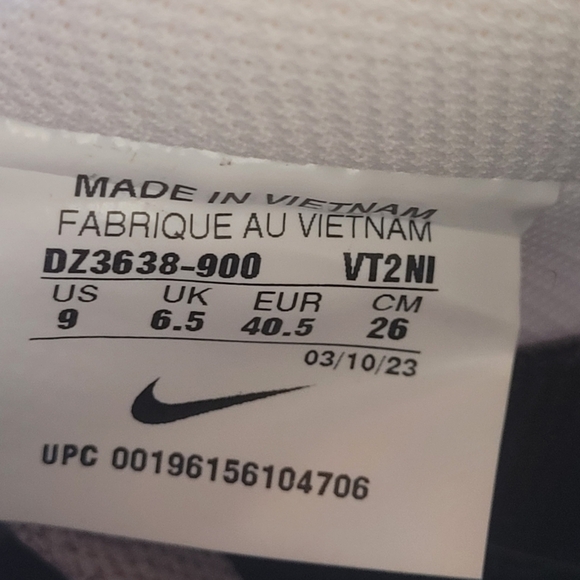 MADE IN VIETNAM
FABRIQUE AU VIETNAM
DZ3638-900 VT2NI
US UK EUR CM
9 6.5 40.5 26
03/10/23
UPC 00196156104706